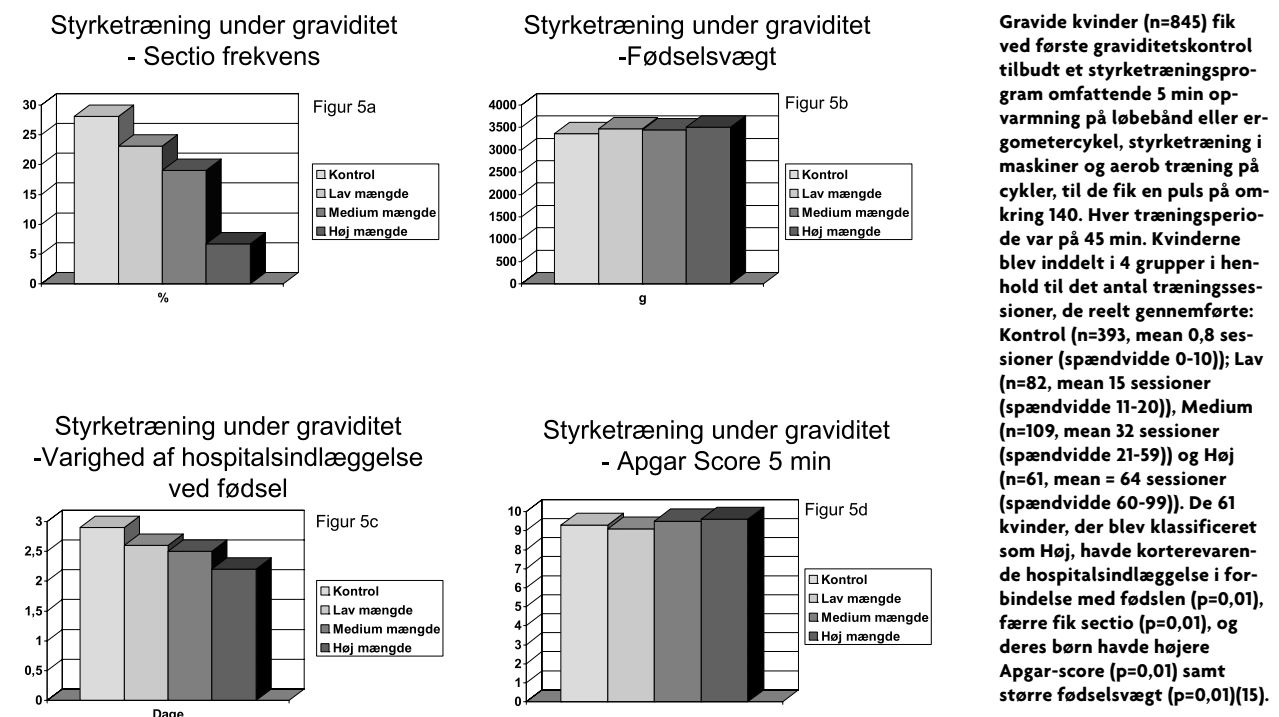 Styrketræning under graviditet
- Sectio frekvens
Figur 5a
30
25
20
15
10
5
0
%
Kontrol
Lav mængde
Medium mængde
Høj mængde
Styrketræning under graviditet
-Fødselsvægt
Figur 5b
4000
3500
3000
2500
2000
1500
1000
500
0
g
Kontrol
Lav mængde
Medium mængde
Høj mængde
Styrketræning under graviditet
-Varighed af hospitalsindlæggelse
ved fødsel
Figur 5c
3
2,5
2
1,5
1
0,5
0
Dage
Kontrol
Lav mængde
Medium mængde
Høj mængde
Styrketræning under graviditet
- Apgar Score 5 min
Figur 5d
10
9
8
7
6
5
4
3
2
1
0
Kontrol
Lav mængde
Medium mængde
Høj mængde
Gravide kvinder (n=845) fik
ved første graviditetskontrol
tilbudt et styrketræningspro-
gram omfattende 5 min op-
varmning på løbebånd eller er-
gometercykel, styrketræning i
maskiner og aerob træning på
cykler, til de fik en puls på om-
kring 140. Hver træningsperio-
de var på 45 min. Kvinderne
blev inddelt i 4 grupper i hen-
hold til det antal træningsses-
sioner, de reelt gennemførte:
Kontrol (n=393, mean 0,8 ses-
sioner (spændvidde 0-10)); Lav
(n=82, mean 15 sessioner
(spændvidde 11-20)), Medium
(n=109, mean 32 sessioner
(spændvidde 21-59)) og Høj
(n=61, mean = 64 sessioner
(spændvidde 60-99)). De 61
kvinder, der blev klassificeret
som Høj, havde korterevaren-
de hospitalsindlæggelse i for-
bindelse med fødslen (p=0,01),
færre fik sectio (p=0,01), og
deres børn havde højere
Apgar-score (p=0,01) samt
større fødselsvægt (p=0,01)(15).